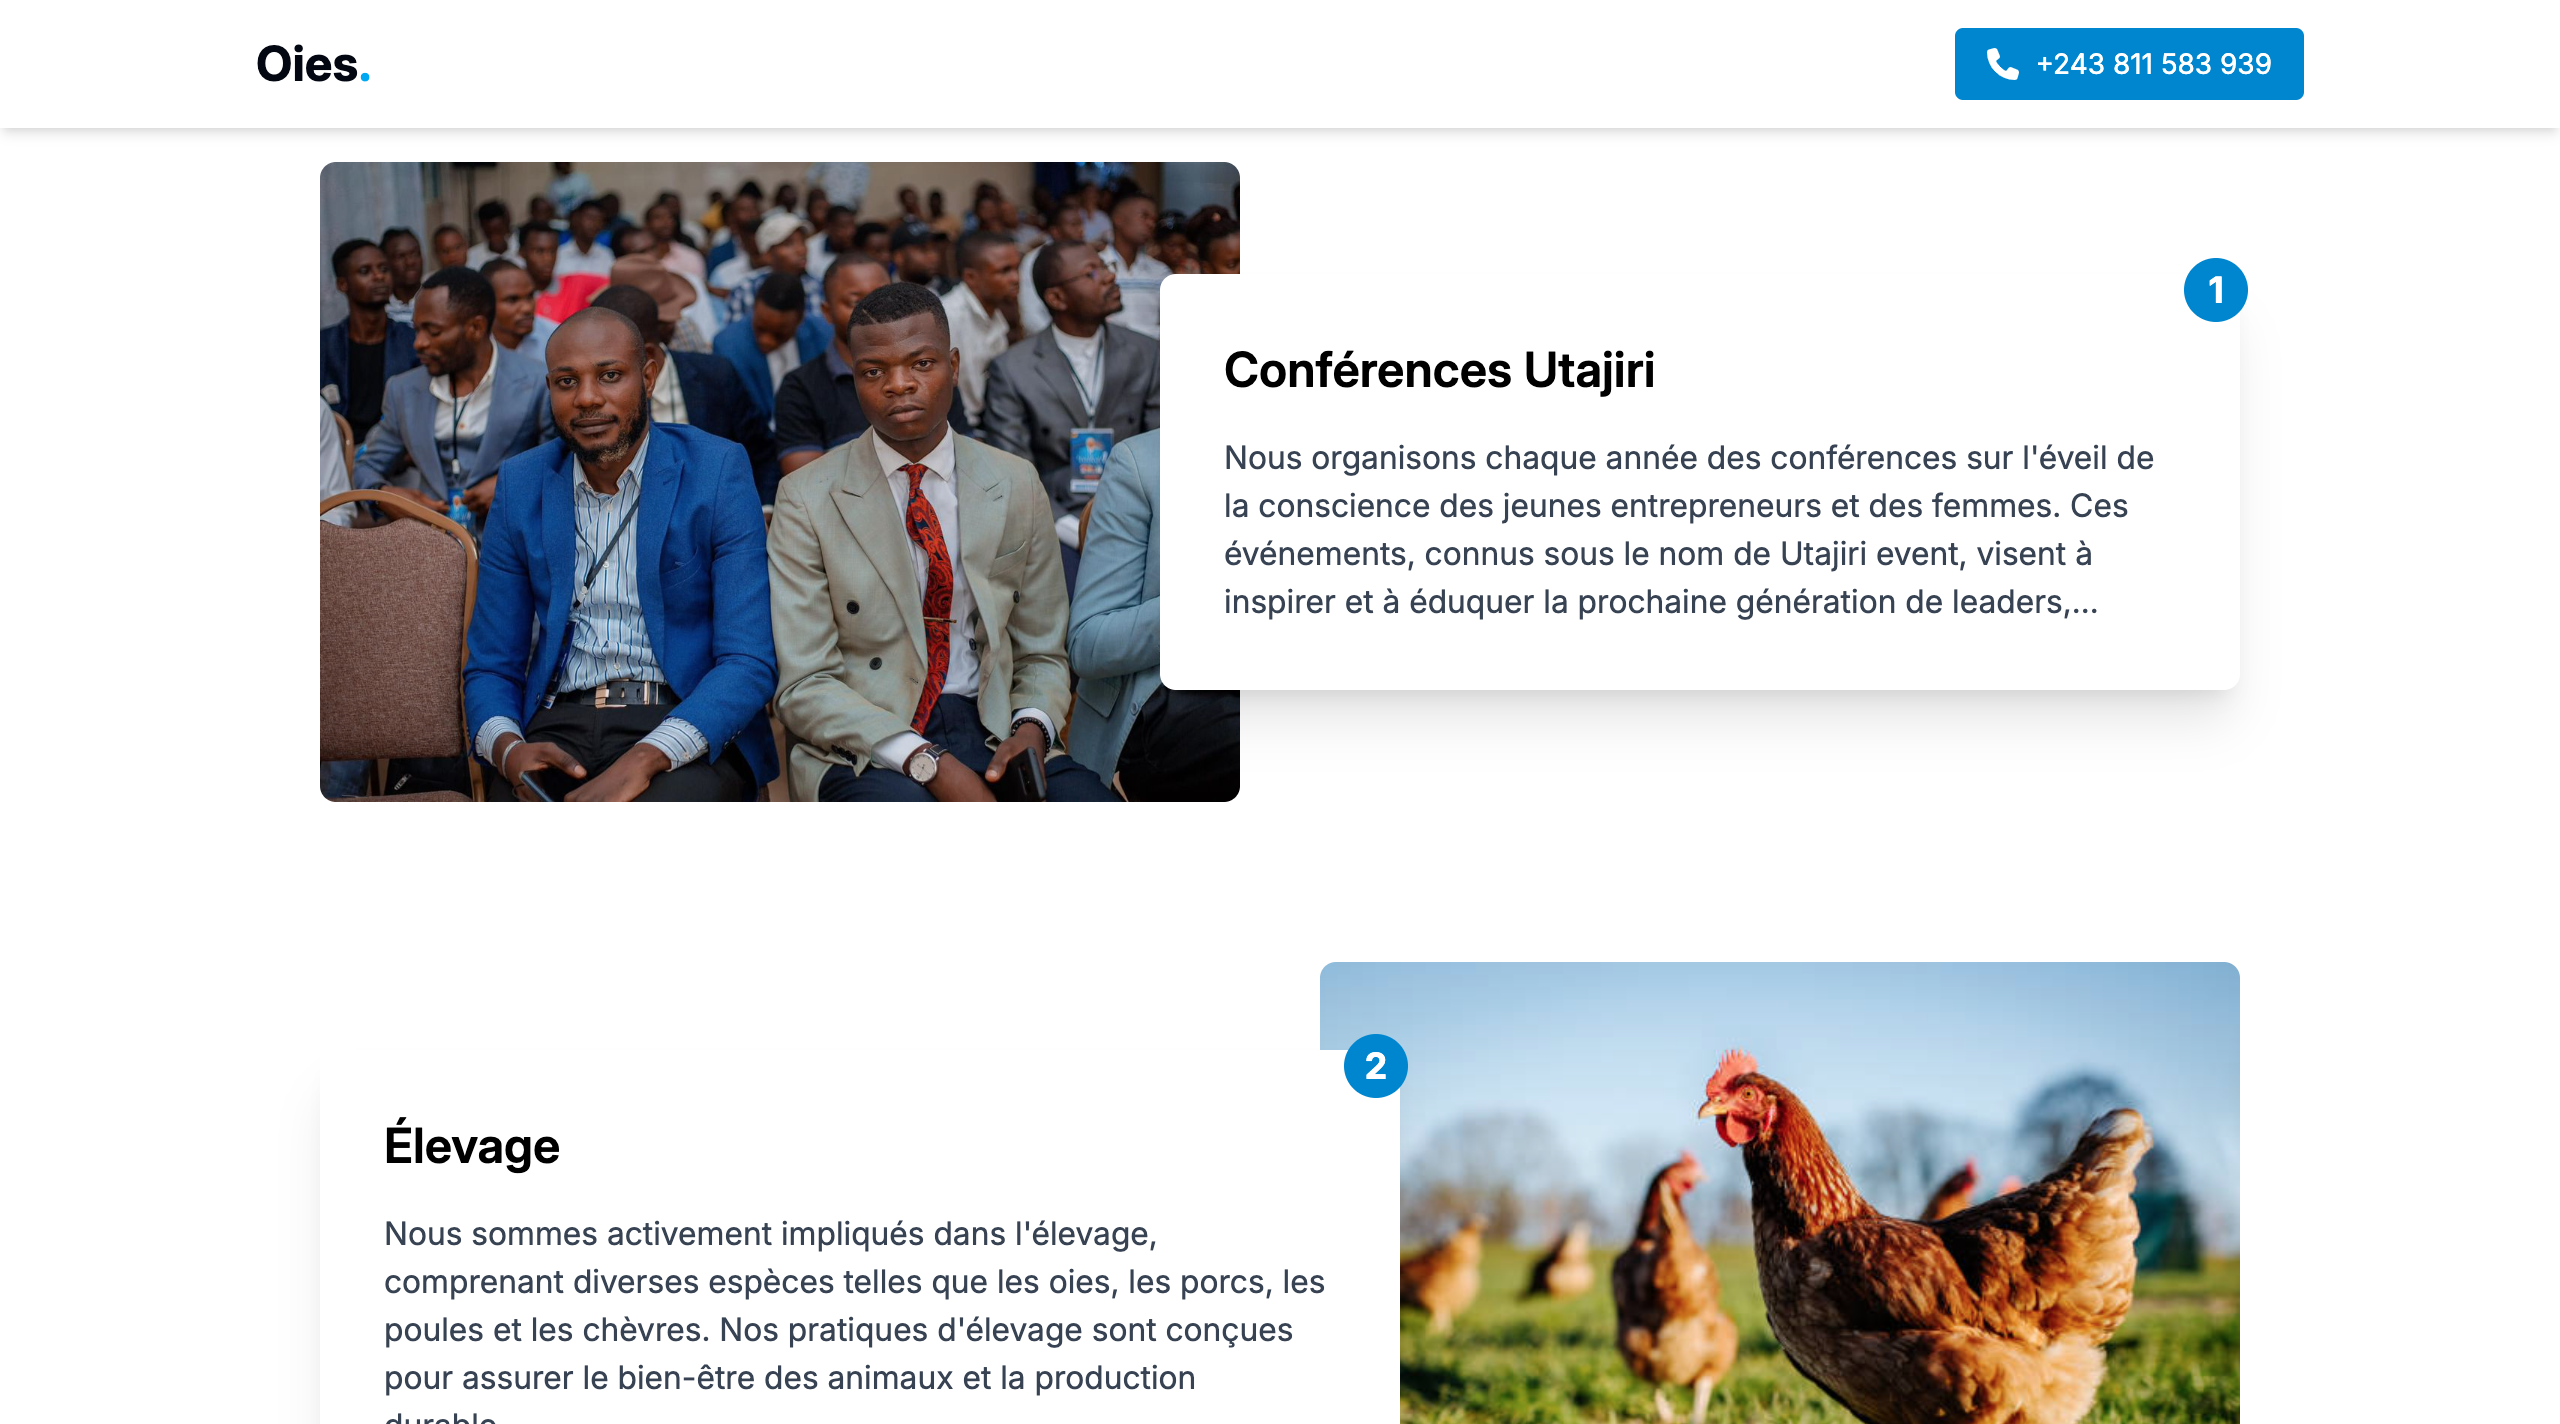 Oies.
+243 811 583 939
1
Conférences Utajiri
Nous organisons chaque année des conférences sur l'éveil de
la conscience des jeunes entrepreneurs et des femmes. Ces
événements, connus sous le nom de Utajiri event, visent à
inspirer et à éduquer la prochaine génération de leaders,...
2
Élevage
Nous sommes activement impliqués dans l'élevage,
comprenant diverses espèces telles que les oies, les porcs, les
poules et les chèvres. Nos pratiques d'élevage sont conçues
pour assurer le bien-être des animaux et la production
durable